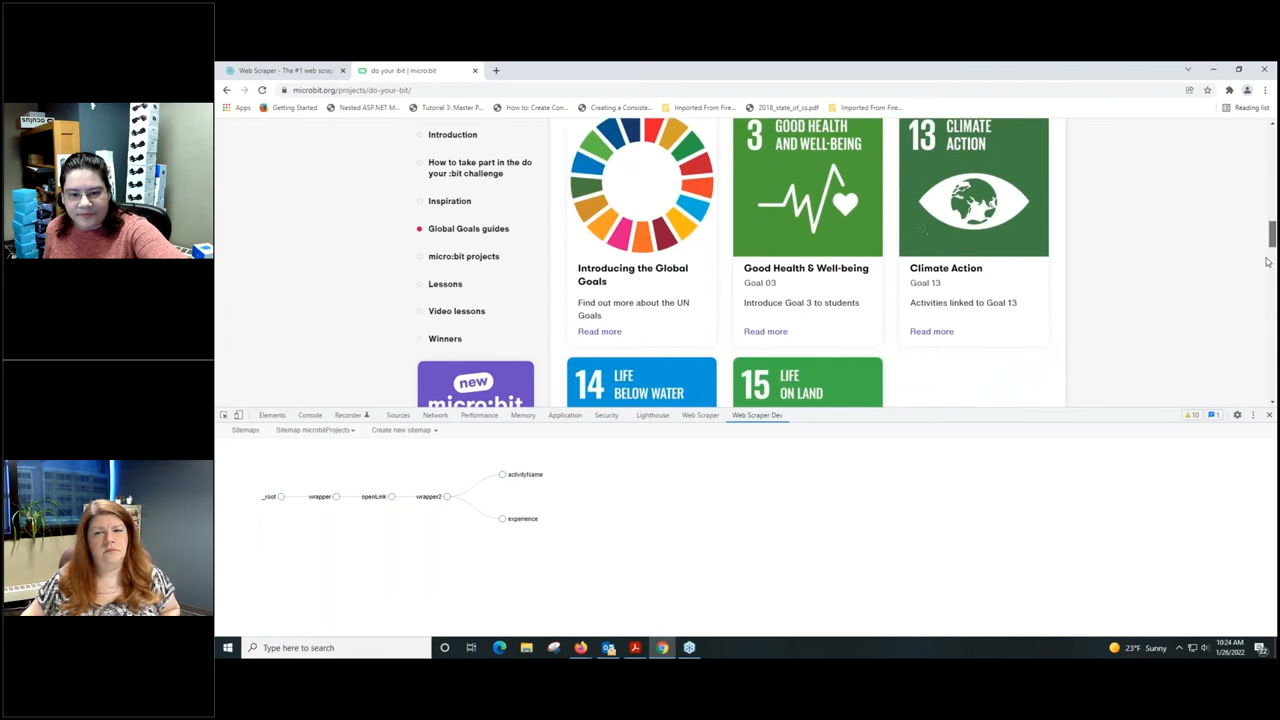 oculus
Web Scraper - The #1 web scrap
do your :bit | micro:bit
microbit.org/projects/do-your-bit/
Apps
Getting Started
Nested ASP.NET M...
Tutorial 3: Master P...
How to: Create Con...
Creating a Consiste...
Imported From Fire...
2018_state_of_cs.pdf
Imported From Fire...
Reading list
Introduction
How to take part in the do
your :bit challenge
Inspiration
Global Goals guides
micro:bit projects
Lessons
Video lessons
Winners
new
micro:bit
Introducing the Global
Goals
Find out more about the UN
Goals
Read more
3 GOOD HEALTH
AND WELL-BEING
Good Health & Well-being
Goal 03
Introduce Goal 3 to students
Read more
13 CLIMATE
ACTION
Climate Action
Goal 13
Activities linked to Goal 13
Read more
14 LIFE
BELOW WATER
15 LIFE
ON LAND
Elements
Console
Recorder
Sources
Network
Performance
Memory
Application
Security
Lighthouse
Web Scraper
Web Scraper Dev
10
1
Sitemaps
Sitemap microbitProjects
Create new sitemap
_root
wrapper
openLink
wrapper2
activityName
experience
Type here to search
23°F Sunny
10:24 AM
1/26/2022
22